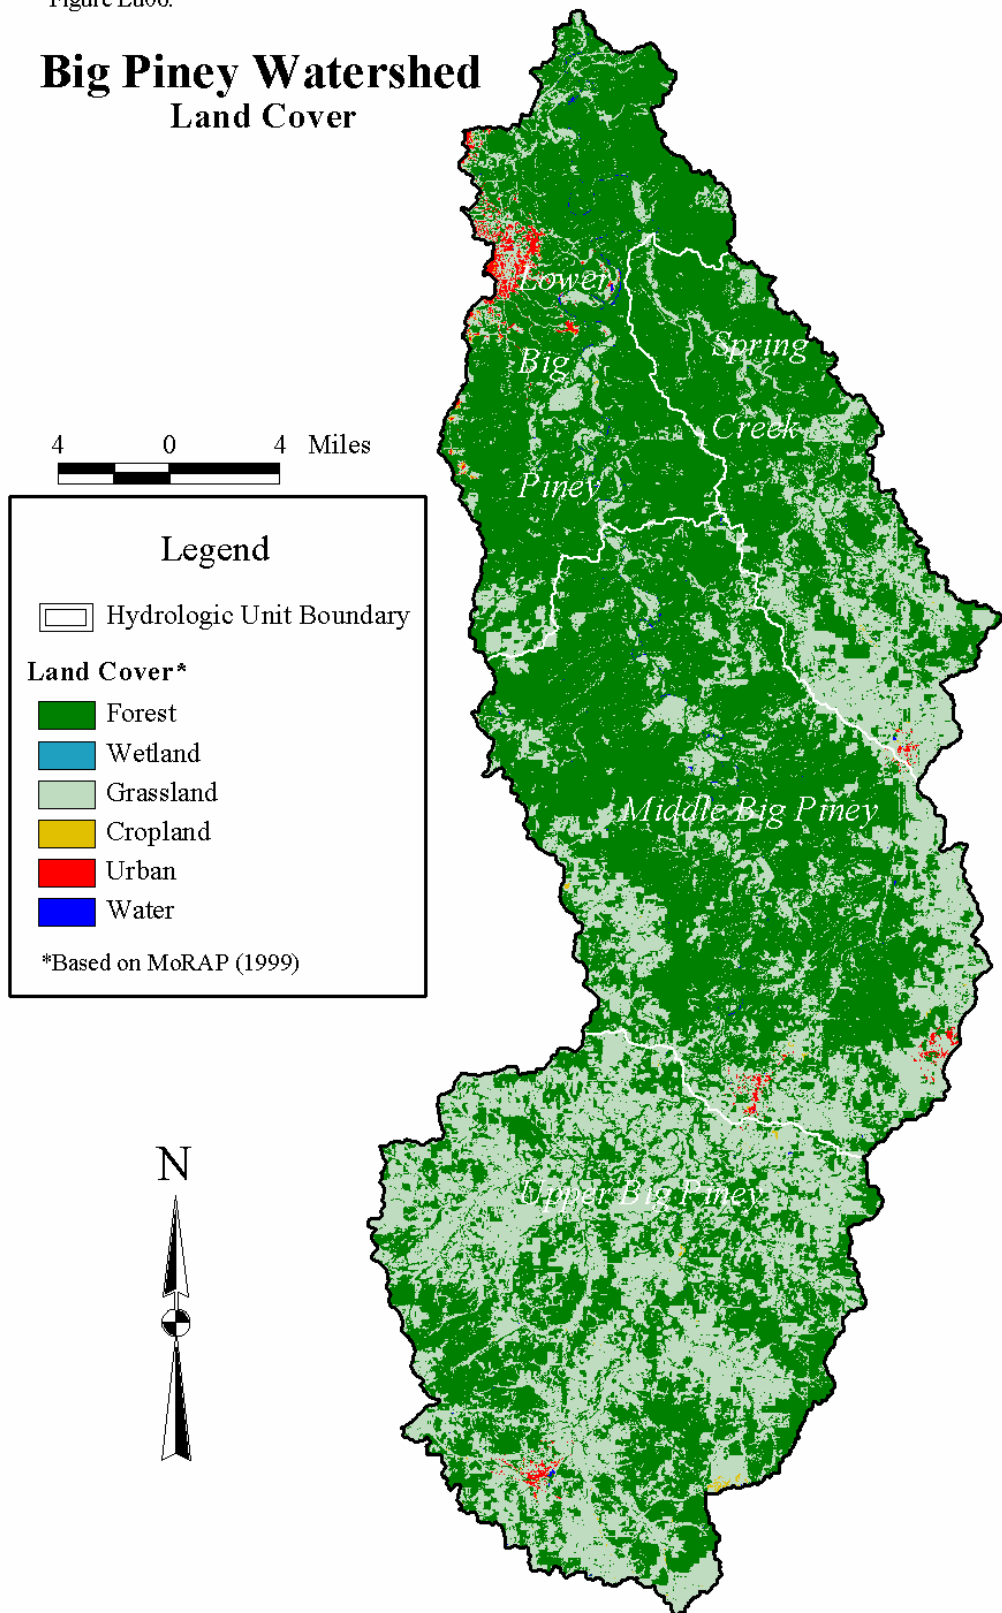 Big Piney Watershed
Land Cover
Lower
Big
Piney
Spring
Creek
4 0 4 Miles
Legend
Hydrologic Unit Boundary
Land Cover*
Forest
Wetland
Grassland
Cropland
Urban
Water
*Based on MoRAP (1999)
Middle Big Piney
Upper Big Piney
N